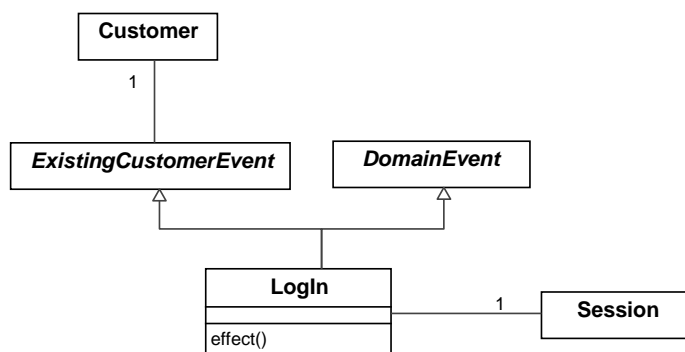 Customer
1
ExistingCustomerEvent
DomainEvent
LogIn
effect()
1
Session